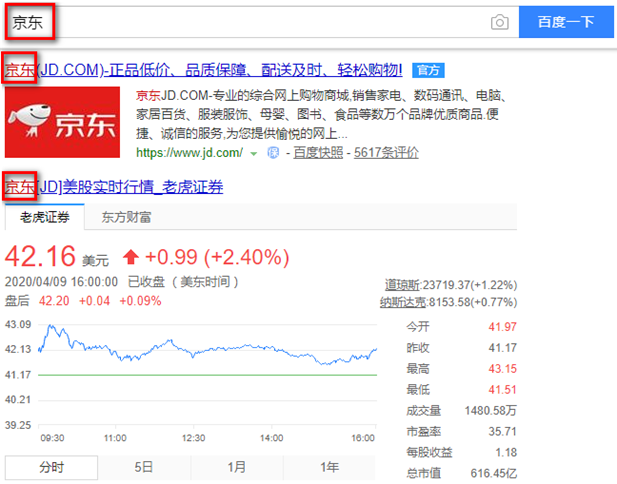 京东
百度一下
京东(JD.COM)-正品低价、品质保障、配送及时、轻松购物!
官方
京东
京东JD.COM-专业的综合网上购物商城,销售家电、数码通讯、电脑、
家居百货、服装服饰、母婴、图书、食品等数万个品牌优质商品.便
捷、诚信的服务,为您提供愉悦的网上...
https://www.jd.com/ - 百度快照 - 5617条评价
京东[JD]美股实时行情_老虎证券
老虎证券 东方财富
42.16 美元 +0.99 (+2.40%)
2020/04/09 16:00:00 已收盘 (美东时间)
盘后 42.20 +0.04 +0.09%
道琼斯:23719.37(+1.22%)
纳斯达克:8153.58(+0.77%)
43.09
42.13
41.17
40.21
39.25
09:30 11:00 12:30 14:00 16:00
今开 41.97
昨收 41.17
最高 43.15
最低 41.51
成交量 1480.58万
市盈率 35.71
每股收益 1.18
总市值 616.45亿
分时 5日 1月 1年